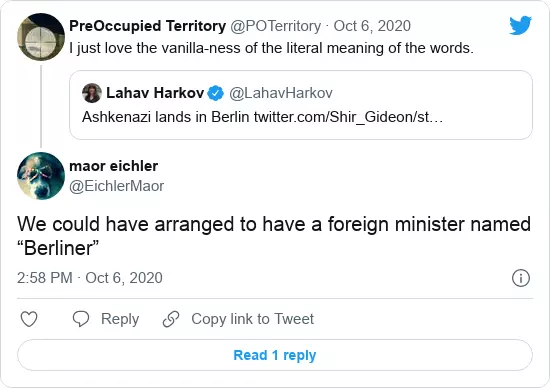 PreOccupied Territory @POTerritory · Oct 6, 2020
I just love the vanilla-ness of the literal meaning of the words.
Lahav Harkov @LahavHarkov
Ashkenazi lands in Berlin twitter.com/Shir_Gideon/st…
maor eichler
@EichlerMaor
We could have arranged to have a foreign minister named
“Berliner”
2:58 PM · Oct 6, 2020
Reply
Copy link to Tweet
Read 1 reply